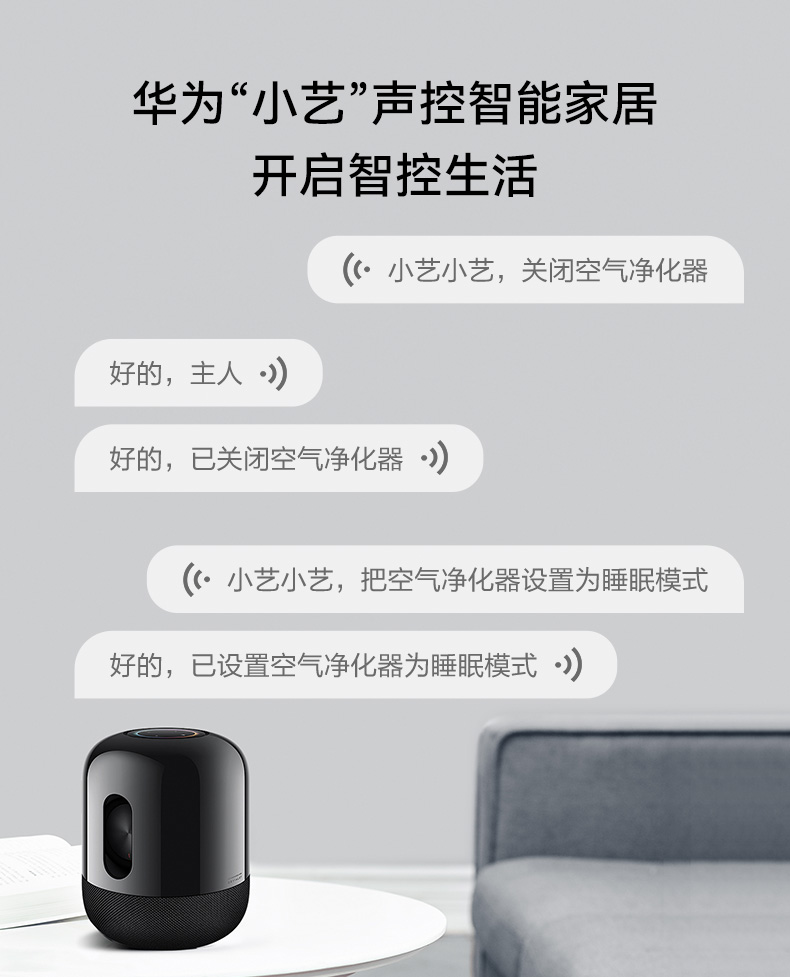 华为“小艺”声控智能家居
开启智控生活
小艺小艺，关闭空气净化器
好的，主人
好的，已关闭空气净化器
小艺小艺，把空气净化器设置为睡眠模式
好的，已设置空气净化器为睡眠模式